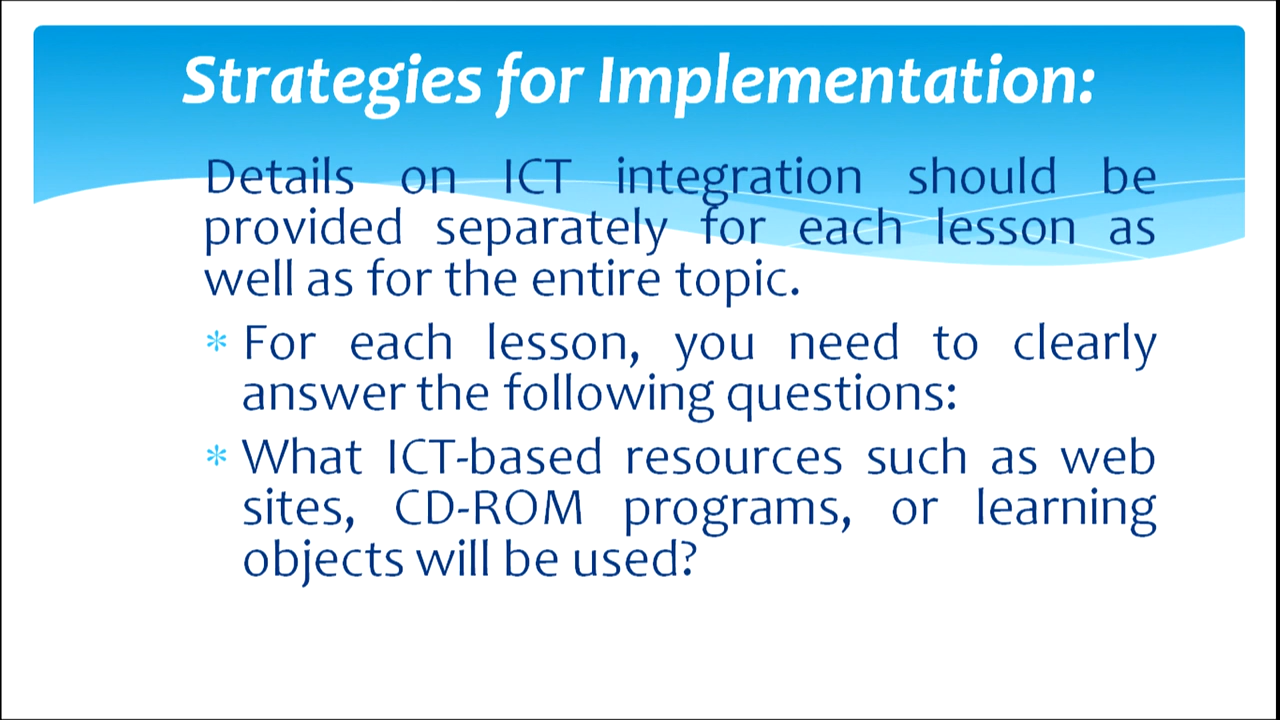 Strategies for Implementation:
Details on ICT integration should be
provided separately for each lesson as
well as for the entire topic.
* For each lesson, you need to clearly
answer the following questions:
* What ICT-based resources such as web
sites, CD-ROM programs, or learning
objects will be used?